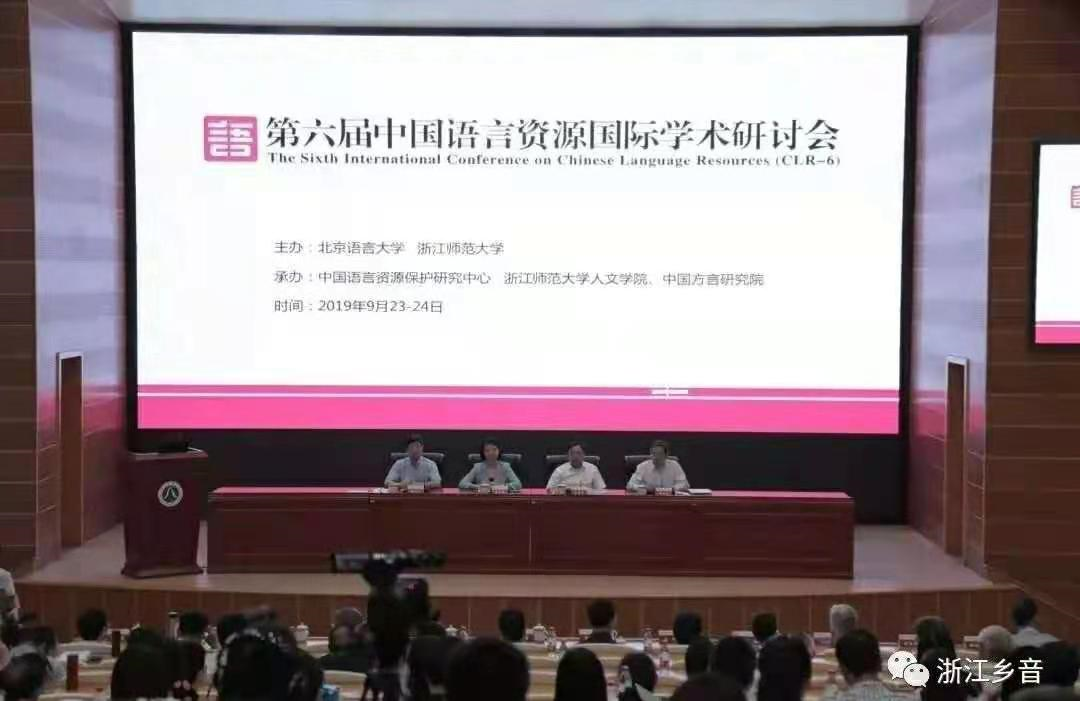 語
第六届中国语言资源国际学术研讨会
The Sixth International Conference on Chinese Language Resources (CLR-6)
主办：北京语言大学 浙江师范大学
承办：中国语言资源保护研究中心 浙江师范大学人文学院、中国方言研究院
时间：2019年9月23-24日
浙江乡音